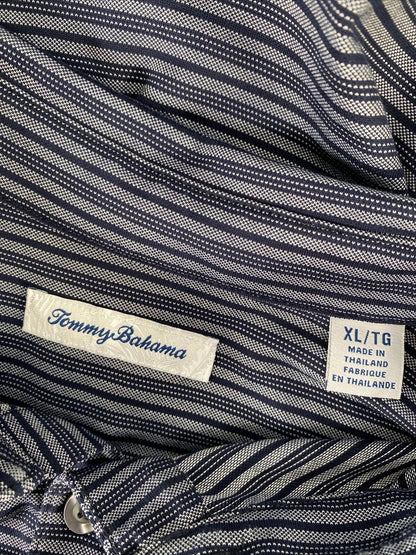 Tommy Bahama
XL/TG
MADE IN
THAILAND
FABRIQUE
EN THAILANDE